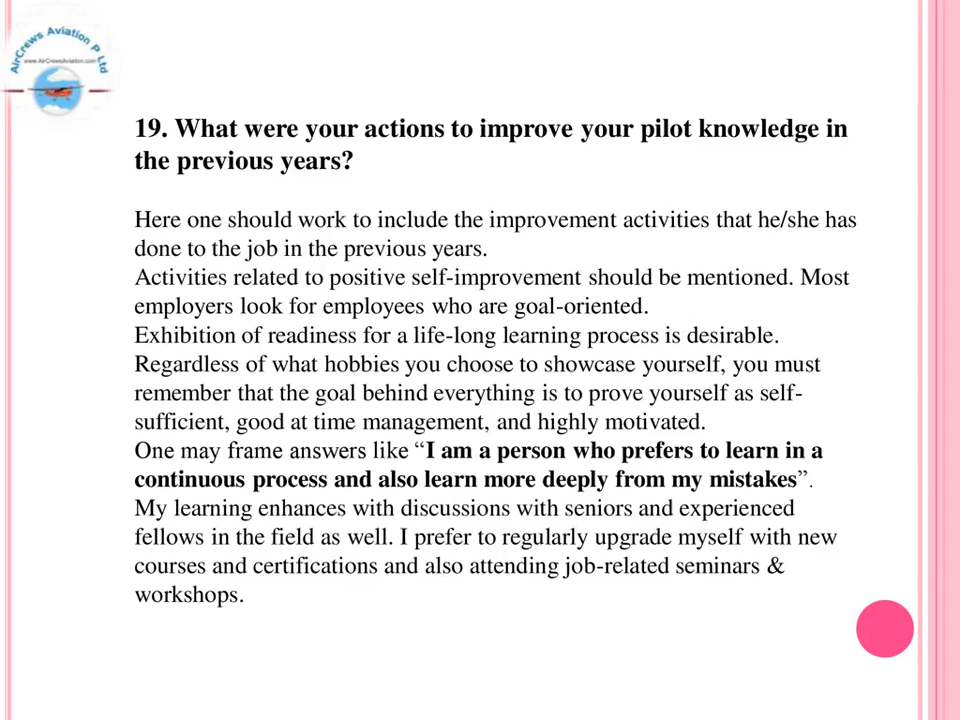 AirCrews Aviation P Ltd
www.AirCrewsAviation.com
19. What were your actions to improve your pilot knowledge in
the previous years?
Here one should work to include the improvement activities that he/she has
done to the job in the previous years.
Activities related to positive self-improvement should be mentioned. Most
employers look for employees who are goal-oriented.
Exhibition of readiness for a life-long learning process is desirable.
Regardless of what hobbies you choose to showcase yourself, you must
remember that the goal behind everything is to prove yourself as self-
sufficient, good at time management, and highly motivated.
One may frame answers like “I am a person who prefers to learn in a
continuous process and also learn more deeply from my mistakes”.
My learning enhances with discussions with seniors and experienced
fellows in the field as well. I prefer to regularly upgrade myself with new
courses and certifications and also attending job-related seminars &
workshops.